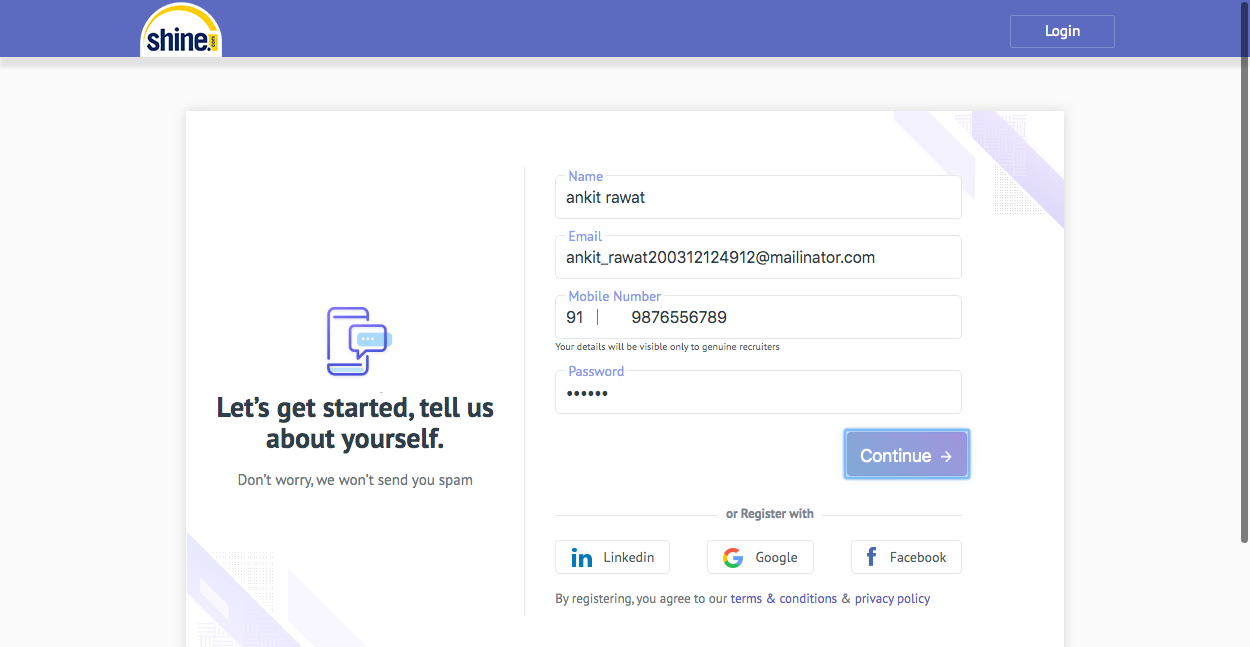 shine.com
Login
Name
ankit rawat
Email
ankit_rawat200312124912@mailinator.com
Mobile Number
91 | 9876556789
Your details will be visible only to genuine recruiters
Password
••••••
Let's get started, tell us
about yourself.
Don't worry, we won't send you spam
Continue →
or Register with
in Linkedin
G Google
f Facebook
By registering, you agree to our terms & conditions & privacy policy